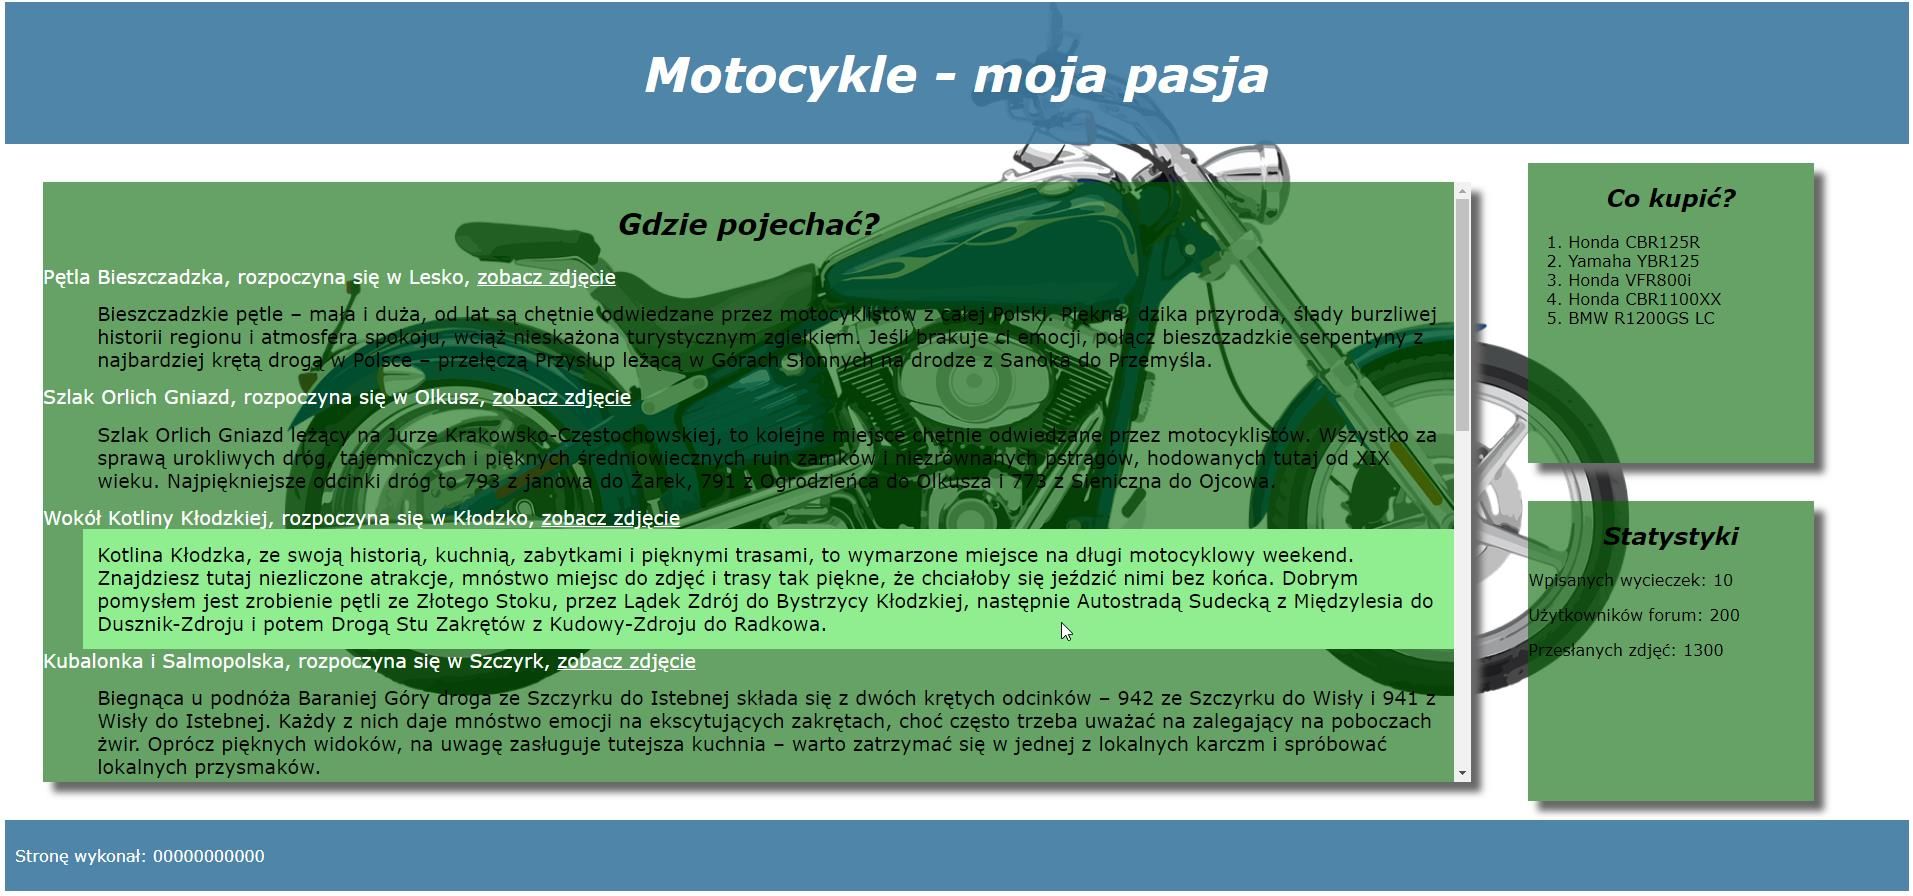 Motocykle - moja pasja
Gdzie pojechać?
Pętla Bieszczadzka, rozpoczyna się w Lesko, zobacz zdjęcie
Bieszczadzkie pętle – mała i duża, od lat są chętnie odwiedzane przez motocyklistów z całej Polski. Piękna, dzika przyroda, ślady burzliwej
historii regionu i atmosfera spokoju, wciąż nieskażona turystycznym zgiełkiem. Jeśli brakuje ci emocji, połącz bieszczadzkie serpentyny z
najbardziej krętą drogą w Polsce – przełęczą Przysłup leżącą w Górach Słonnych na drodze z Sanoka do Przemyśla.
Szlak Orlich Gniazd, rozpoczyna się w Olkusz, zobacz zdjęcie
Szlak Orlich Gniazd leżący na Jurze Krakowsko-Częstochowskiej, to kolejne miejsce chętnie odwiedzane przez motocyklistów. Wszystko za
sprawą urokliwych dróg, tajemniczych i pięknych średniowiecznych ruin zamków i niezrównanych pstrągów, hodowanych tutaj od XIX
wieku. Najpiękniejsze odcinki dróg to 793 z janowa do Żarek, 791 z Ogrodzieńca do Olkusza i 773 z Sieniczna do Ojcowa.
Wokół Kotliny Kłodzkiej, rozpoczyna się w Kłodzko, zobacz zdjęcie
Kotlina Kłodzka, ze swoją historią, kuchnią, zabytkami i pięknymi trasami, to wymarzone miejsce na długi motocyklowy weekend.
Znajdziesz tutaj niezliczone atrakcje, mnóstwo miejsc do zdjęć i trasy tak piękne, że chciałoby się jeździć nimi bez końca. Dobrym
pomysłem jest zrobienie pętli ze Złotego Stoku, przez Lądek Zdrój do Bystrzycy Kłodzkiej, następnie Autostradą Sudecką z Międzylesia do
Dusznik-Zdroju i potem Drogą Stu Zakrętów z Kudowy-Zdroju do Radkowa.
Kubalonka i Salmopolska, rozpoczyna się w Szczyrk, zobacz zdjęcie
Biegnąca u podnóża Baraniej Góry droga ze Szczyrku do Istebnej składa się z dwóch krętych odcinków – 942 ze Szczyrku do Wisły i 941 z
Wisły do Istebnej. Każdy z nich daje mnóstwo emocji na ekscytujących zakrętach, choć często trzeba uważać na zalegający na poboczach
żwir. Oprócz pięknych widoków, na uwagę zasługuje tutejsza kuchnia – warto zatrzymać się w jednej z lokalnych karczm i spróbować
lokalnych przysmaków.
Co kupić?
1. Honda CBR125R
2. Yamaha YBR125
3. Honda VFR800i
4. Honda CBR1100XX
5. BMW R1200GS LC
Statystyki
Wpisanych wycieczek: 10
Użytkowników forum: 200
Przesłanych zdjęć: 1300
Stronę wykonał: 00000000000